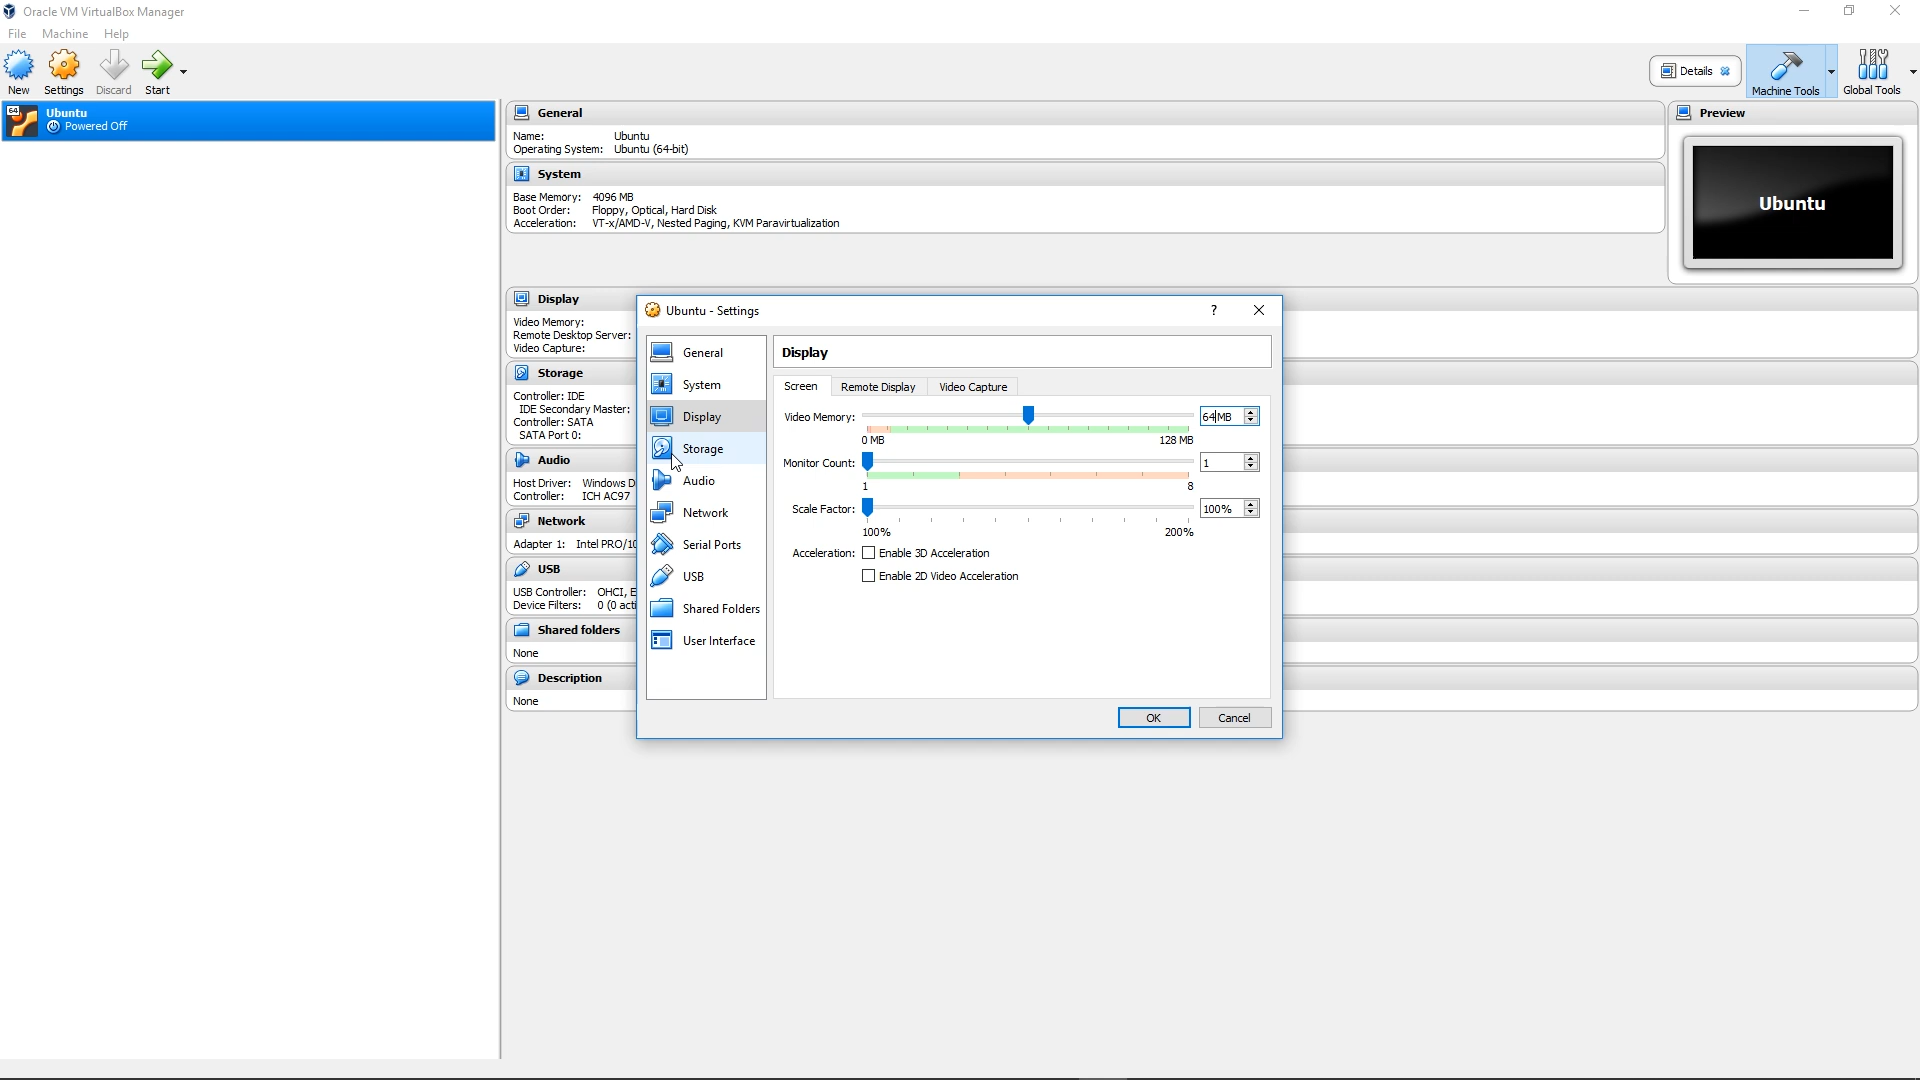 Oracle VM VirtualBox Manager
File Machine Help
New Settings Discard Start
Details
Machine Tools
Global Tools
64
Ubuntu
Powered Off
General
Name: Ubuntu
Operating System: Ubuntu (64-bit)
System
Base Memory: 4096 MB
Boot Order: Floppy, Optical, Hard Disk
Acceleration: VT-x/AMD-V, Nested Paging, KVM Paravirtualization
Preview
Ubuntu
Display
Video Memory:
Remote Desktop Server:
Video Capture:
Storage
Controller: IDE
IDE Secondary Master:
Controller: SATA
SATA Port 0:
Audio
Host Driver: Windows D
Controller: ICH AC97
Network
Adapter 1: Intel PRO/10
USB
USB Controller: OHCI, E
Device Filters: 0 (0 acti
Shared folders
None
Description
None
Ubuntu - Settings
?
General
System
Display
Storage
Audio
Network
Serial Ports
USB
Shared Folders
User Interface
Display
Screen Remote Display Video Capture
Video Memory: 64 MB
0 MB 128 MB
Monitor Count: 1
1 8
Scale Factor: 100%
100% 200%
Acceleration: Enable 3D Acceleration
Enable 2D Video Acceleration
OK Cancel